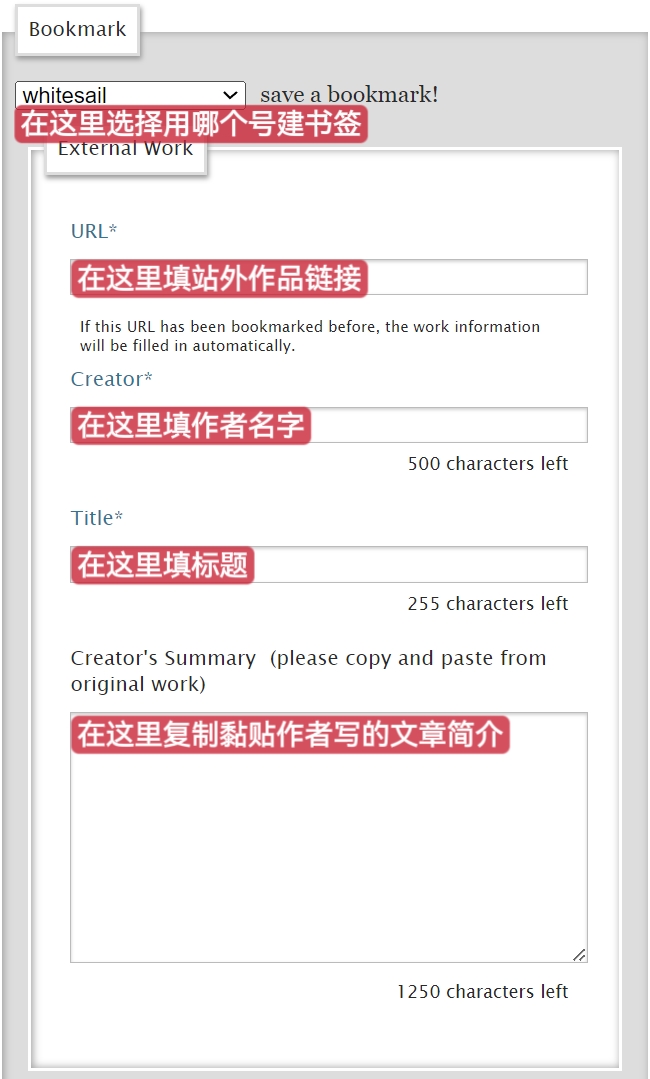 Bookmark
whitesail save a bookmark!
在这里选择用哪个号建书签
External Work
URL*
在这里填站外作品链接
If this URL has been bookmarked before, the work information
will be filled in automatically.
Creator*
在这里填作者名字
500 characters left
Title*
在这里填标题
255 characters left
Creator's Summary (please copy and paste from
original work)
在这里复制黏贴作者写的文章简介
1250 characters left